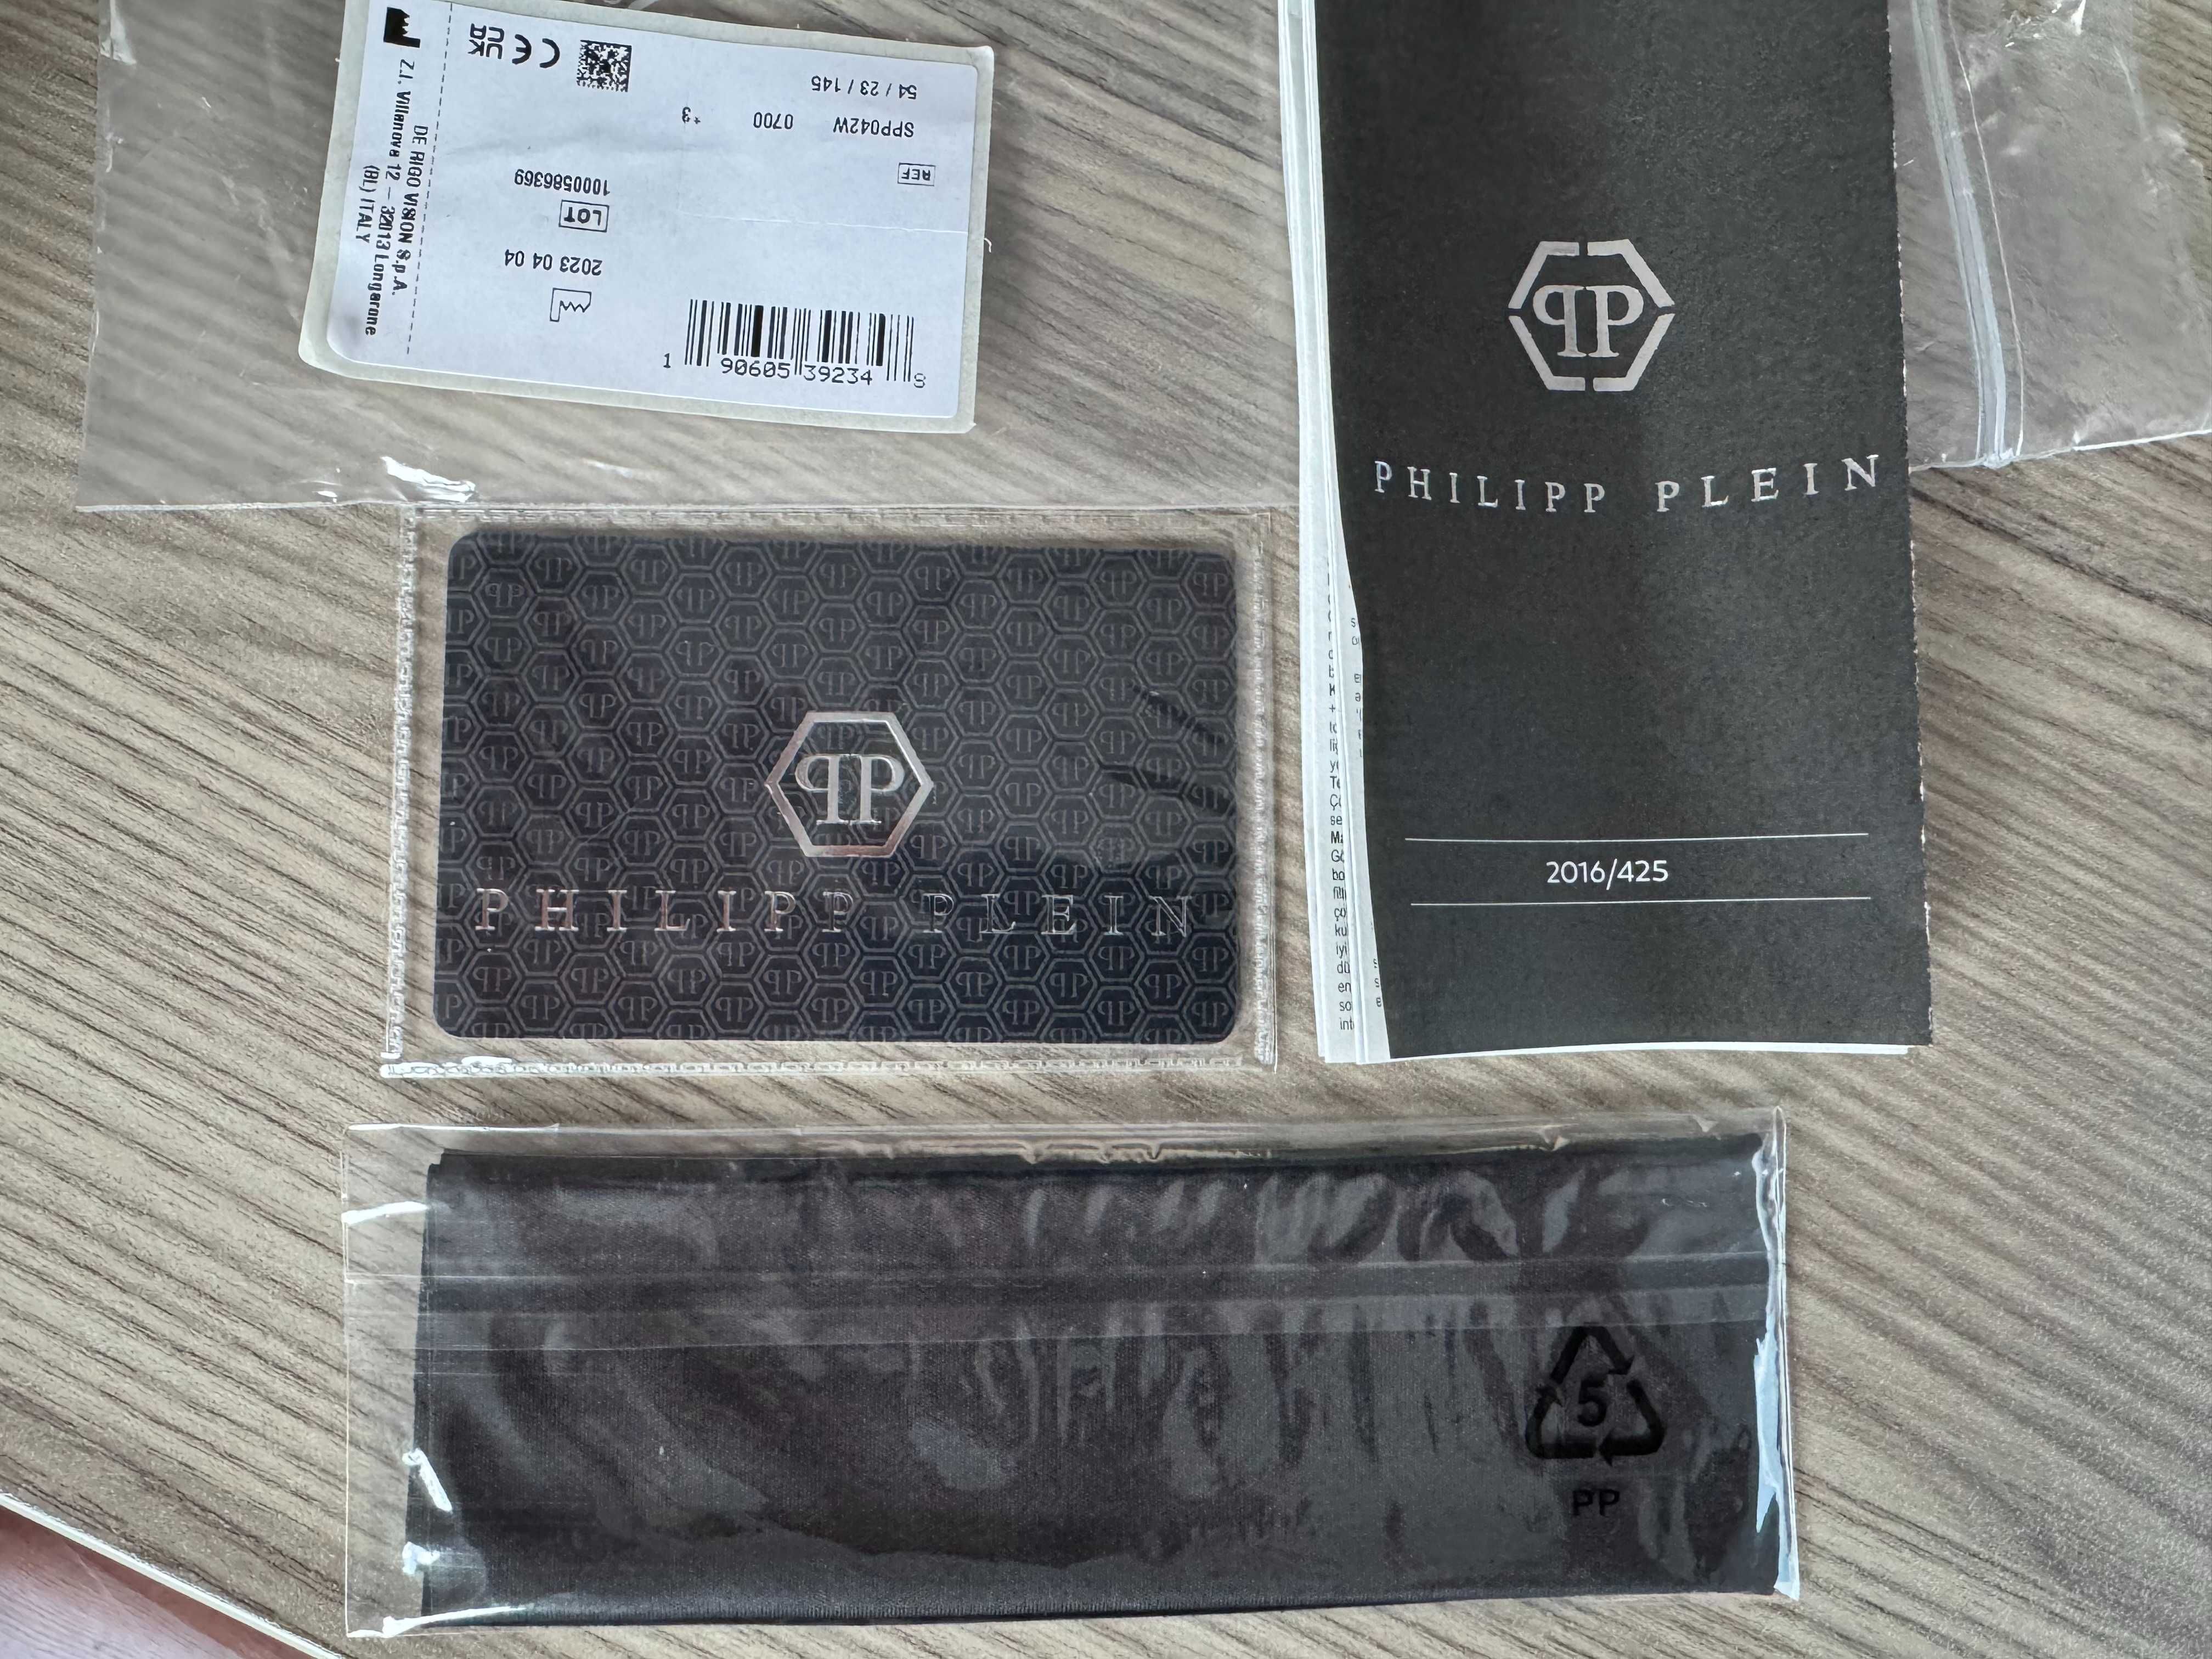 54 / 23 / 145
SPP042W 0700 *3
REF
1000586369
LOT
2023 04 04
1 90605 39234 8
CE
UK
CA
DE RIGO VISION S.p.A.
Z.I. Villanova 12 – 32013 Longarone
(BL) ITALY
PP
PHILIPP PLEIN
2016/425
PP
PHILIPP PLEIN
5
PP